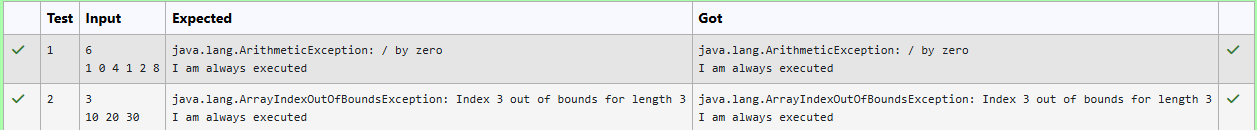 Test Input Expected Got
1 6 java.lang.ArithmeticException: / by zero java.lang.ArithmeticException: / by zero
1 0 4 1 2 8 I am always executed I am always executed
2 3 java.lang.ArrayIndexOutOfBoundsException: Index 3 out of bounds for length 3 java.lang.ArrayIndexOutOfBoundsException: Index 3 out of bounds for length 3
10 20 30 I am always executed I am always executed